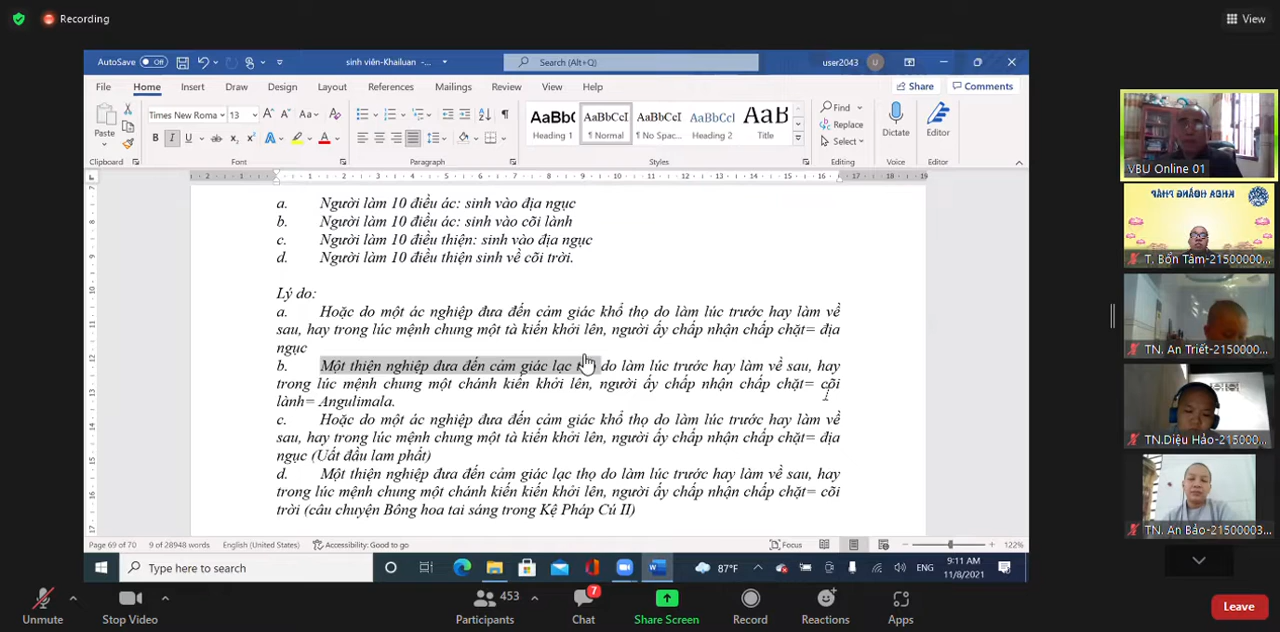 Recording
View
AutoSave Off
sinh viên-Khailuan -...
Search (Alt+Q)
user2043
U
File Home Insert Draw Design Layout References Mailings Review View Help
Share
Comments
Paste
Times New Roma
13
AaBbCc AaBbCcI AaBbCcI AaBbCcI AaB
Heading 1 ¶ Normal ¶ No Spac... Heading 2 Title
Find
Replace
Select
Dictate
Editor
Clipboard Font Paragraph Styles Editing Voice Editor
a. Người làm 10 điều ác: sinh vào địa ngục
b. Người làm 10 điều ác: sinh vào cõi lành
c. Người làm 10 điều thiện: sinh vào địa ngục
d. Người làm 10 điều thiện sinh về cõi trời.
Lý do:
a. Hoặc do một ác nghiệp đưa đến cảm giác khổ thọ do làm lúc trước hay làm về
sau, hay trong lúc mệnh chung một tà kiến khởi lên, người ấy chấp nhận chấp chặt= địa
ngục
b. Một thiện nghiệp đưa đến cảm giác lạc do làm lúc trước hay làm về sau, hay
trong lúc mệnh chung một chánh kiến khởi lên, người ấy chấp nhận chấp chặt= cõi
lành= Angulimala.
c. Hoặc do một ác nghiệp đưa đến cảm giác khổ thọ do làm lúc trước hay làm về
sau, hay trong lúc mệnh chung một tà kiến khởi lên, người ấy chấp nhận chấp chặt= địa
ngục (Uất đầu lam phất)
d. Một thiện nghiệp đưa đến cảm giác lạc thọ do làm lúc trước hay làm về sau, hay
trong lúc mệnh chung một chánh kiến kiến khởi lên, người ấy chấp nhận chấp chặt= cõi
trời (câu chuyện Bông hoa tai sáng trong Kệ Pháp Cú II)
Page 69 of 70 9 of 28948 words English (United States) Accessibility: Good to go
Focus
122%
Type here to search
87°F
ENG
9:11 AM
11/8/2021
VBU Online 01
KHOA HOẰNG PHÁP
T. Bổn Tâm-21500000...
TN. An Triết-2150000...
TN.Diệu Hảo-215000...
TN. An Bảo-21500003...
Unmute
Stop Video
453
Participants
7
Chat
Share Screen
Record
Reactions
Apps
Leave